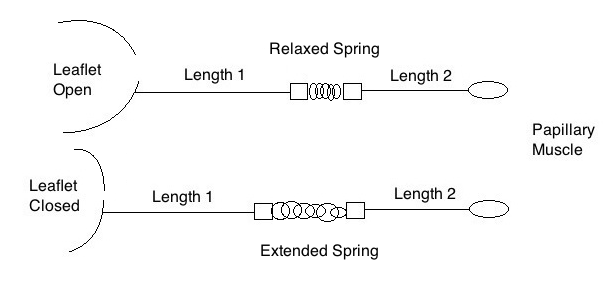 Relaxed Spring
Leaflet
Open
Length 1
Length 2
Papillary
Muscle
Leaflet
Closed
Length 1
Length 2
Extended Spring